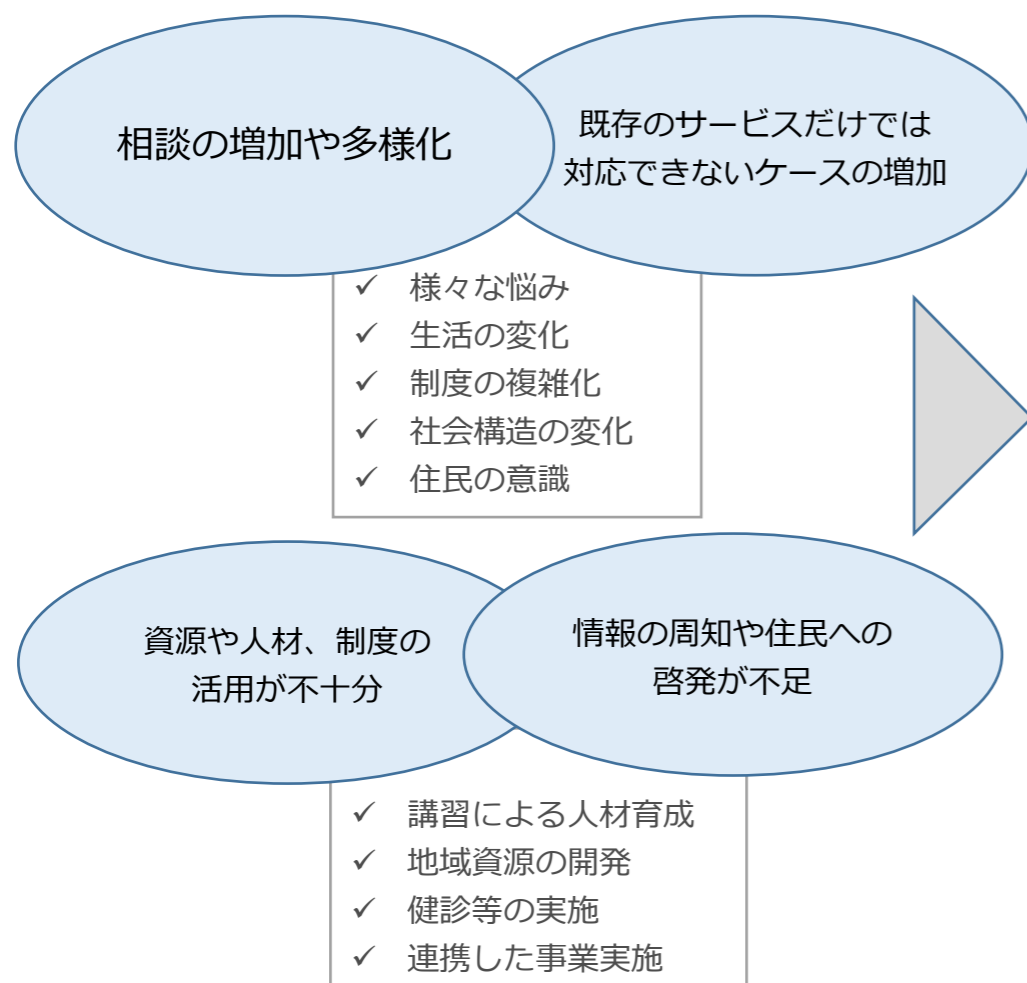 相談の増加や多様化
既存のサービスだけでは
対応できないケースの増加
✓ 様々な悩み
✓ 生活の変化
✓ 制度の複雑化
✓ 社会構造の変化
✓ 住民の意識
資源や人材、制度の
活用が不十分
情報の周知や住民への
啓発が不足
✓ 講習による人材育成
✓ 地域資源の開発
✓ 健診等の実施
✓ 連携した事業実施